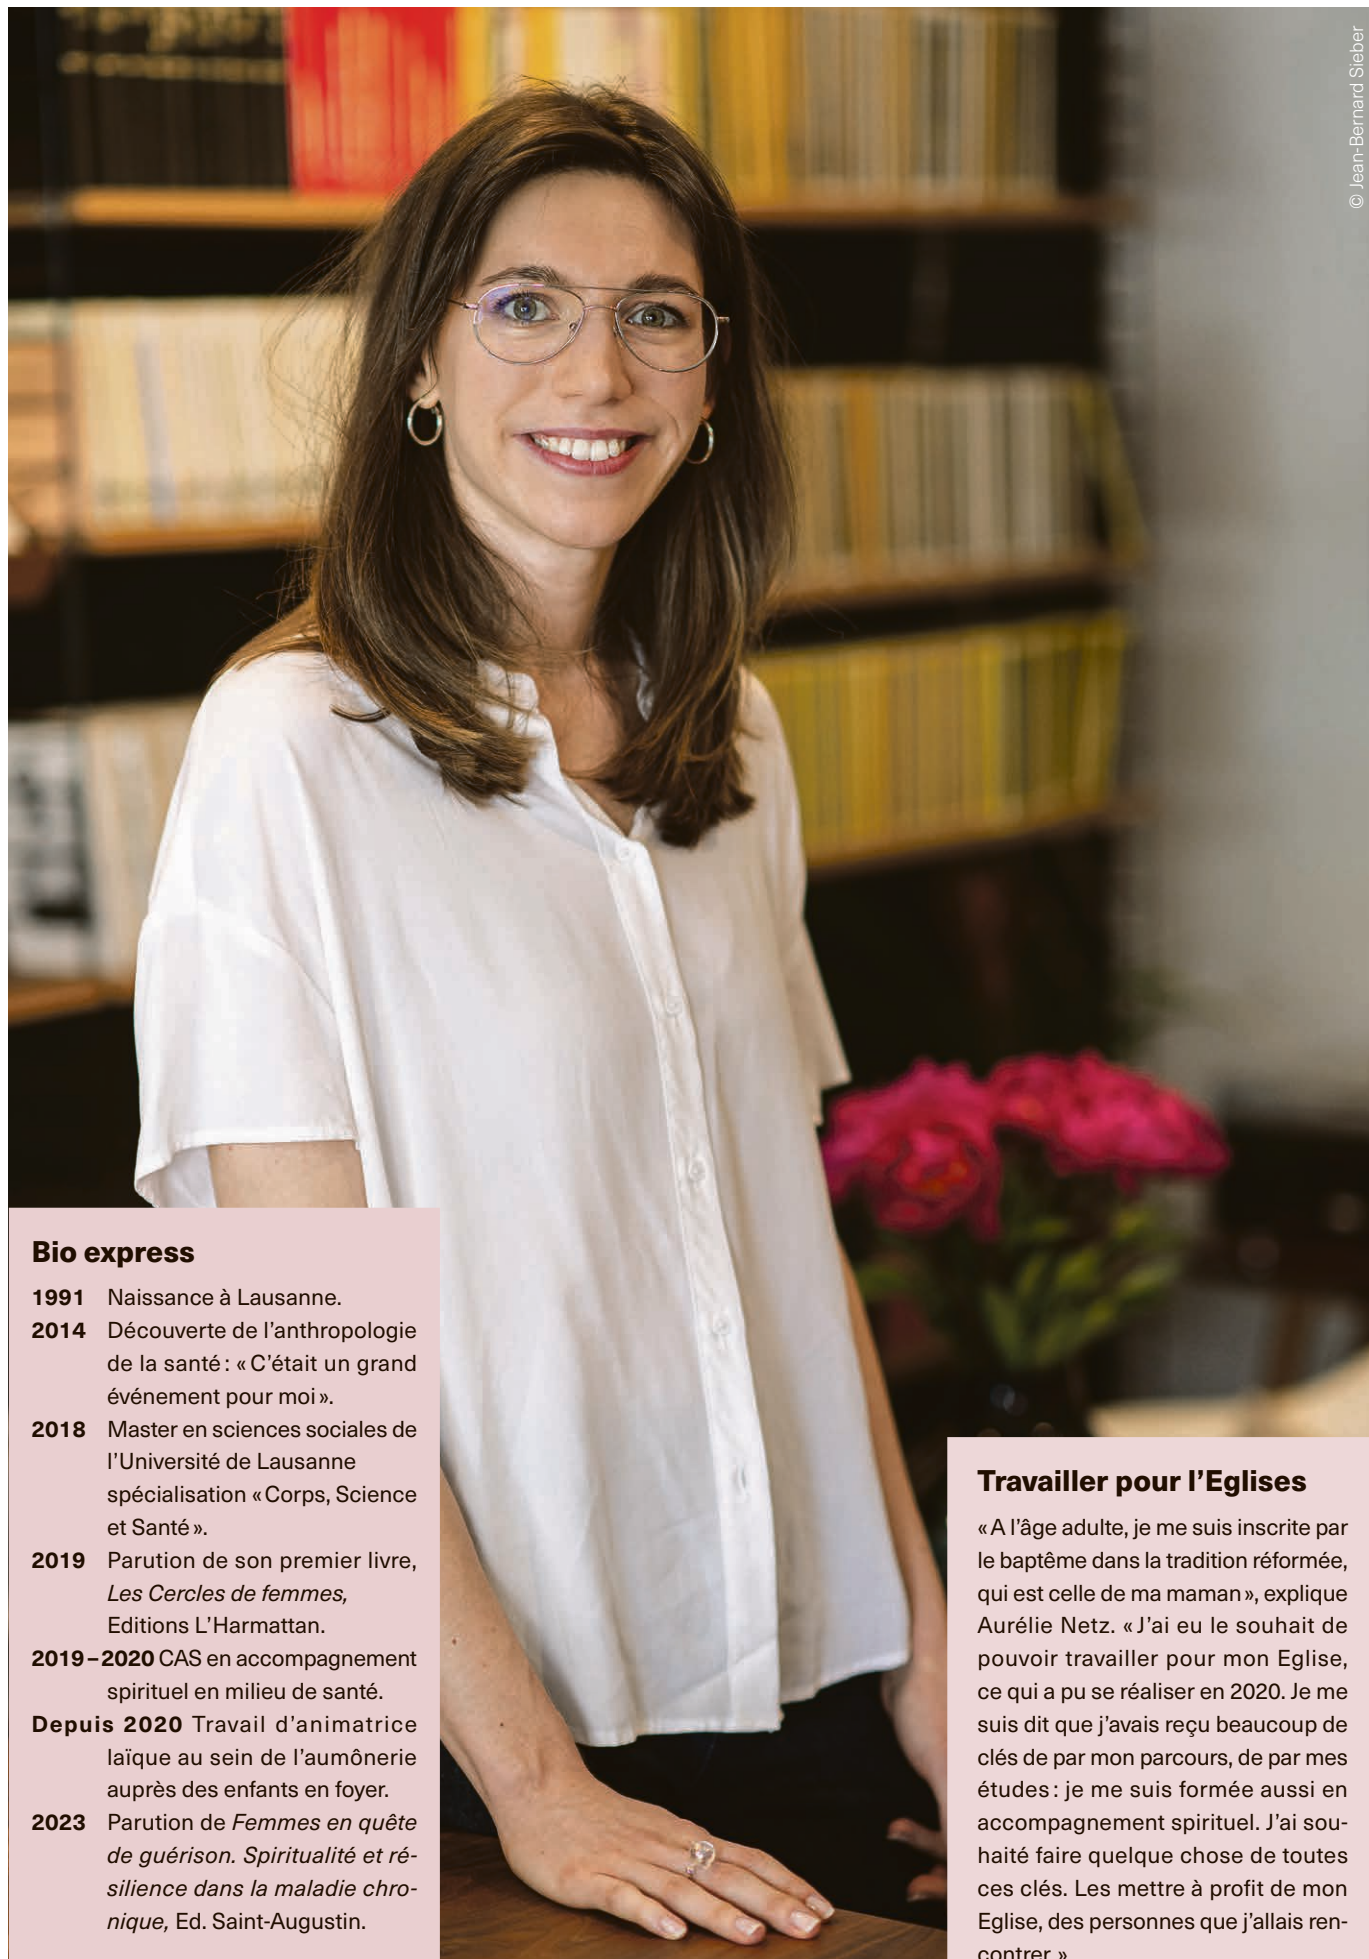 © Jean-Bernard Sieber
Bio express
1991 Naissance à Lausanne.
2014 Découverte de l'anthropologie
de la santé : « C'était un grand
événement pour moi ».
2018 Master en sciences sociales de
l'Université de Lausanne
spécialisation « Corps, Science
et Santé ».
2019 Parution de son premier livre,
Les Cercles de femmes,
Editions L'Harmattan.
2019 – 2020 CAS en accompagnement
spirituel en milieu de santé.
Depuis 2020 Travail d'animatrice
laïque au sein de l'aumônerie
auprès des enfants en foyer.
2023 Parution de Femmes en quête
de guérison. Spiritualité et ré-
silience dans la maladie chro-
nique, Ed. Saint-Augustin.
Travailler pour l'Eglises
« A l'âge adulte, je me suis inscrite par
le baptême dans la tradition réformée,
qui est celle de ma maman », explique
Aurélie Netz. « J'ai eu le souhait de
pouvoir travailler pour mon Eglise,
ce qui a pu se réaliser en 2020. Je me
suis dit que j'avais reçu beaucoup de
clés de par mon parcours, de par mes
études : je me suis formée aussi en
accompagnement spirituel. J'ai sou-
haité faire quelque chose de toutes
ces clés. Les mettre à profit de mon
Eglise, des personnes que j'allais ren-
contrer. »